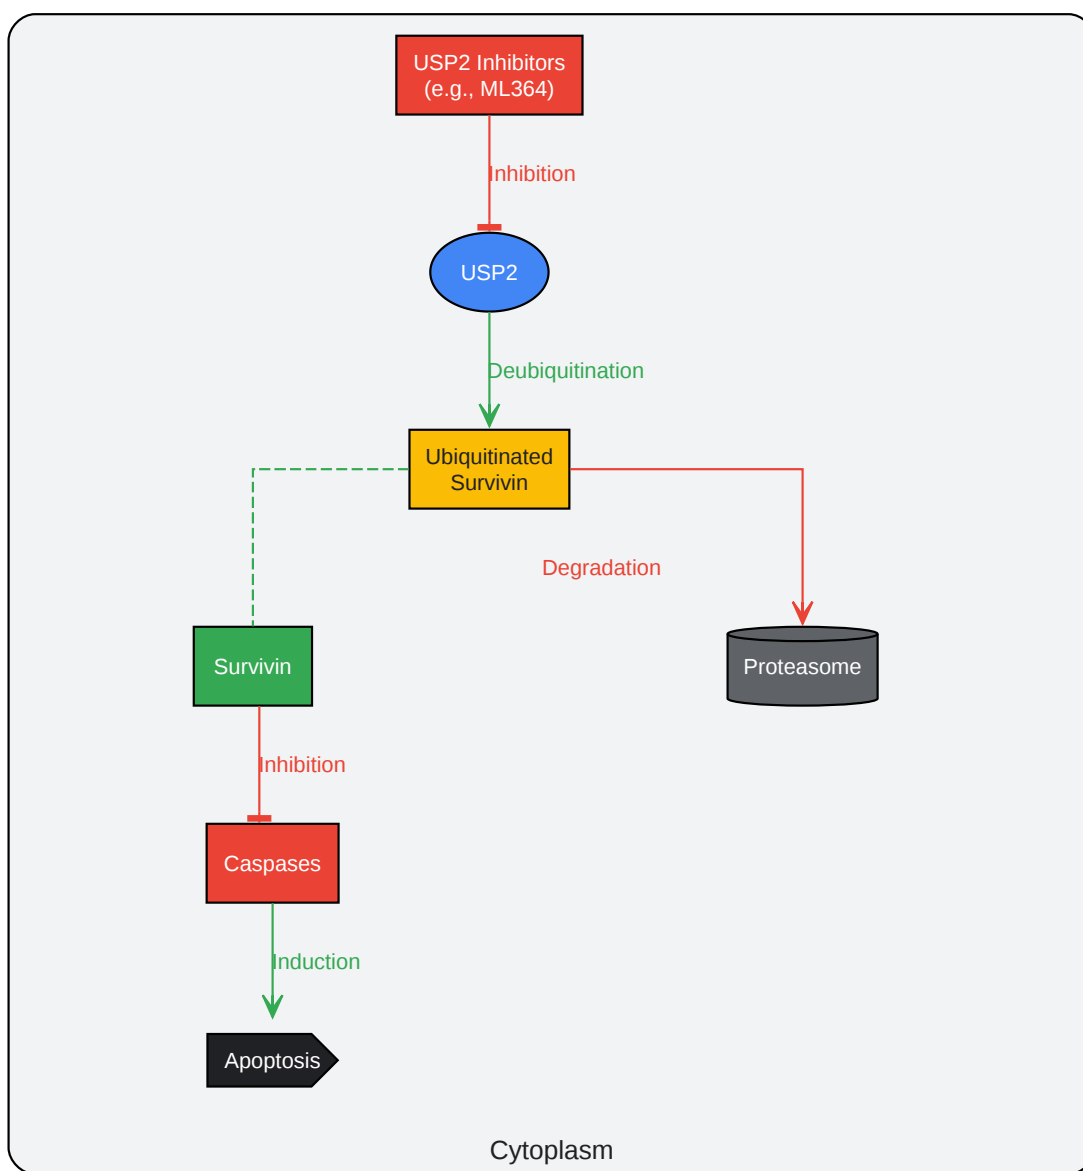 USP2 Inhibitors
(e.g., ML364)
Inhibition
USP2
Deubiquitination
Ubiquitinated
Survivin
Degradation
Survivin
Proteasome
Inhibition
Caspases
Induction
Apoptosis
Cytoplasm